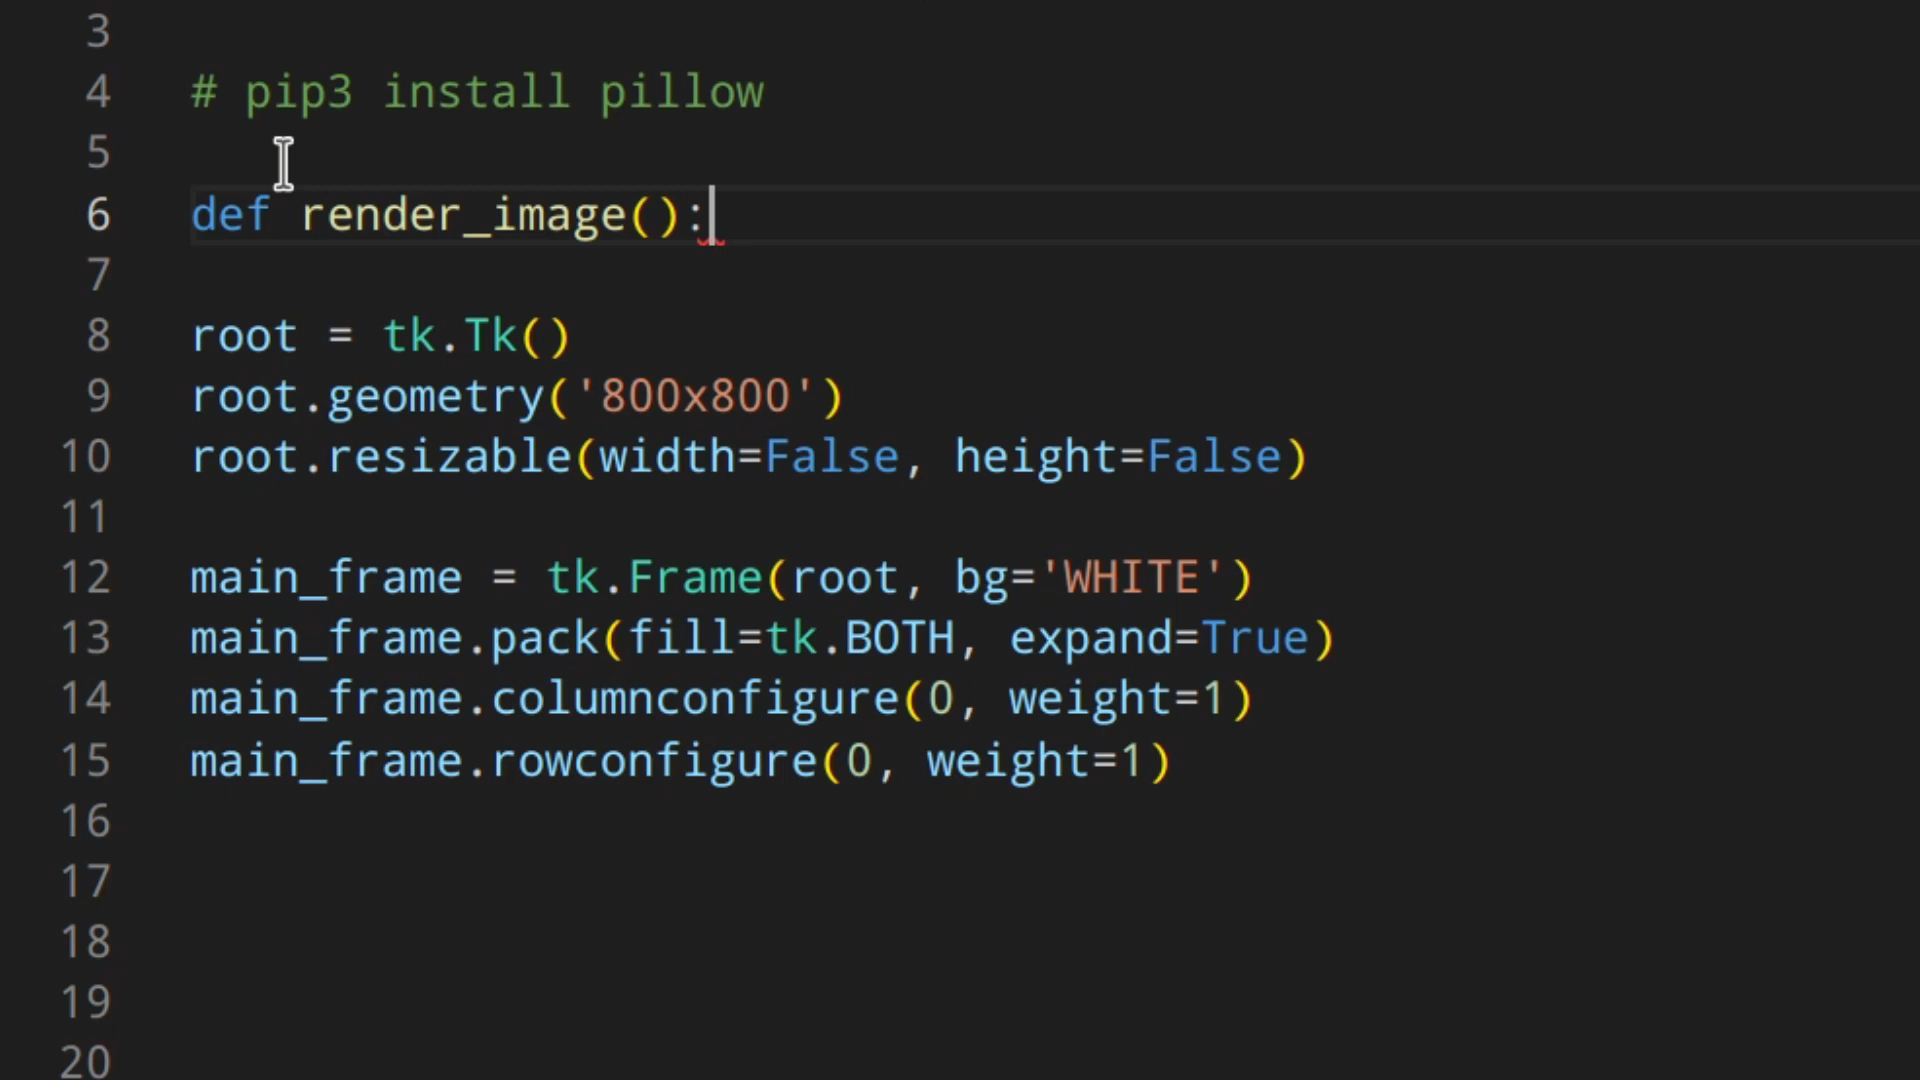 3
4 # pip3 install pillow
5
6 def render_image():
7
8 root = tk.Tk()
9 root.geometry('800x800')
10 root.resizable(width=False, height=False)
11
12 main_frame = tk.Frame(root, bg='WHITE')
13 main_frame.pack(fill=tk.BOTH, expand=True)
14 main_frame.columnconfigure(0, weight=1)
15 main_frame.rowconfigure(0, weight=1)
16
17
18
19
20